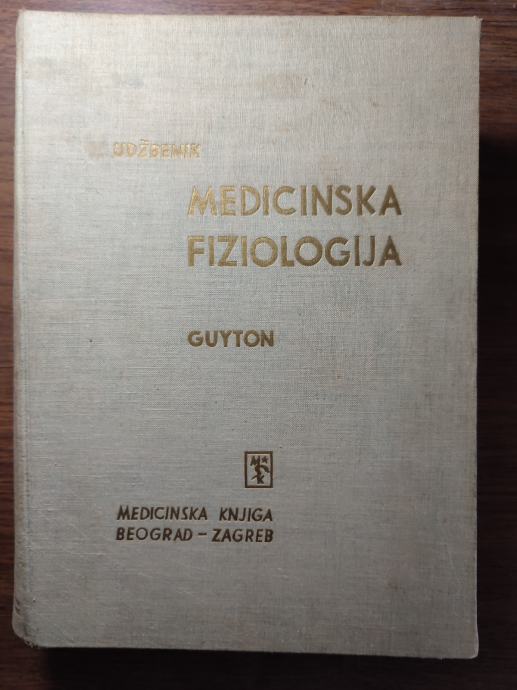 UDŽBENIK
MEDICINSKA
FIZIOLOGIJA
GUYTON
M
K
MEDICINSKA KNJIGA
BEOGRAD – ZAGREB